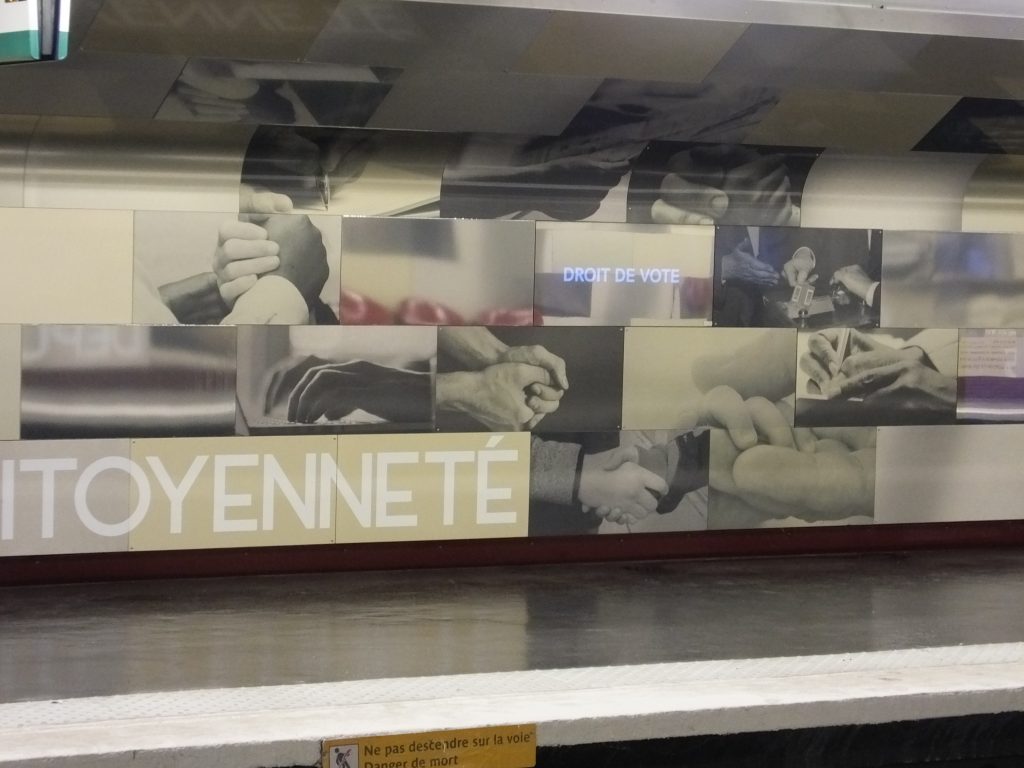 DROIT DE VOTE
ITOYENNETÉ
Ne pas descendre sur la voie
Danger de mort